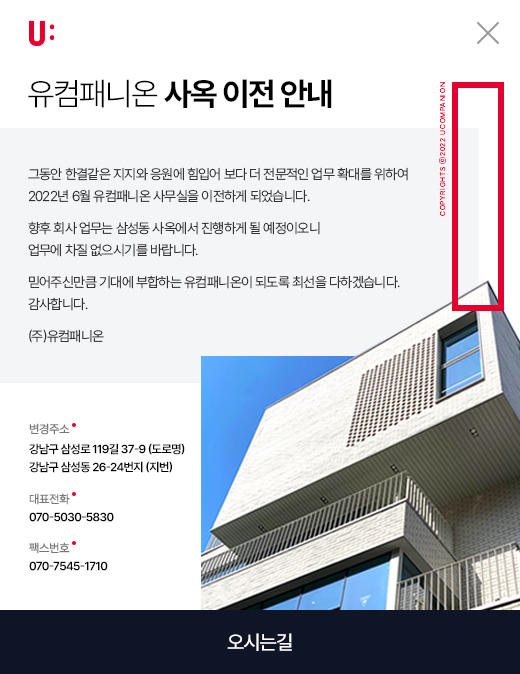 U:
유컴패니온 사옥 이전 안내
COPYRIGHTS ⓒ2022 UCOMPANION
그동안 한결같은 지지와 응원에 힘입어 보다 더 전문적인 업무 확대를 위하여
2022년 6월 유컴패니온 사무실을 이전하게 되었습니다.
향후 회사 업무는 삼성동 사옥에서 진행하게 될 예정이오니
업무에 차질 없으시기를 바랍니다.
믿어주신만큼 기대에 부합하는 유컴패니온이 되도록 최선을 다하겠습니다.
감사합니다.
(주)유컴패니온
변경주소
강남구 삼성로 119길 37-9 (도로명)
강남구 삼성동 26-24번지 (지번)
대표전화
070-5030-5830
팩스번호
070-7545-1710
오시는길